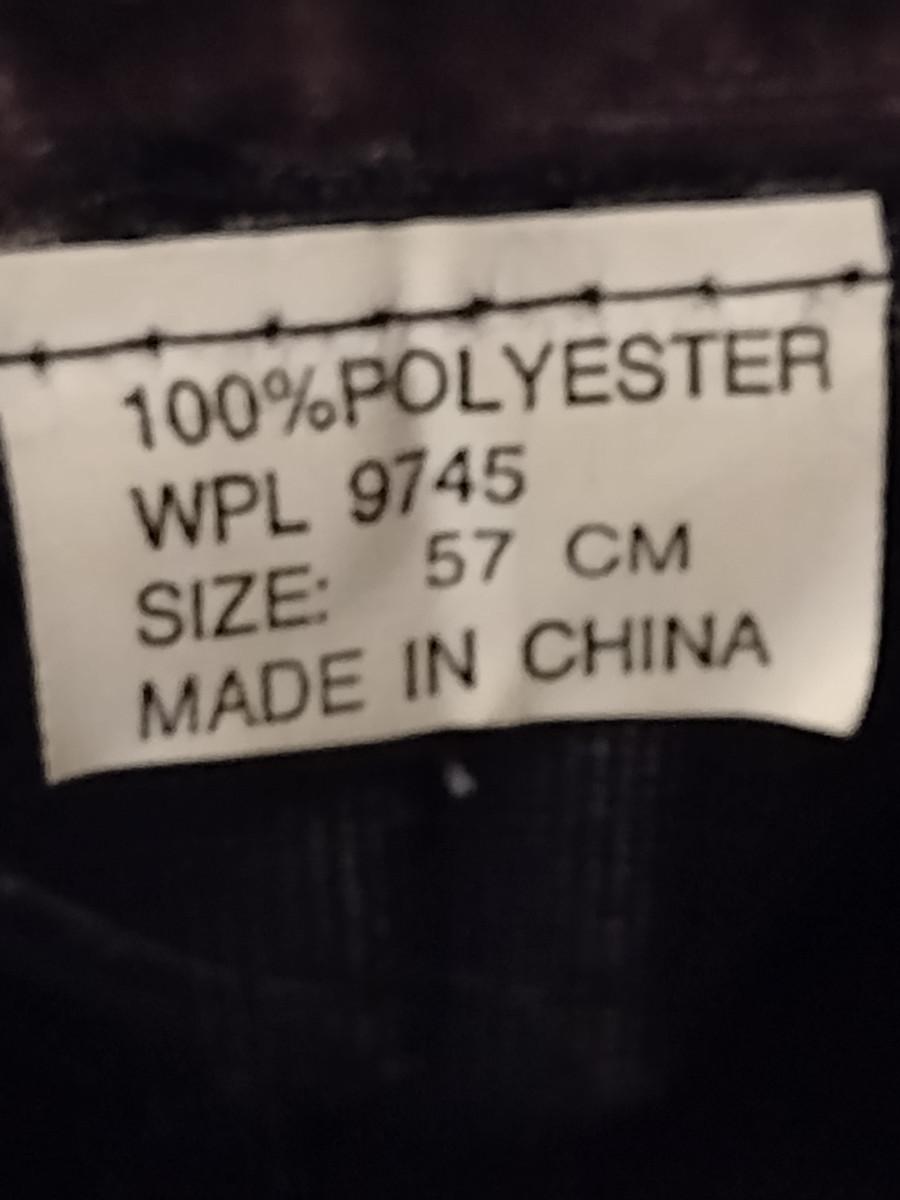 100%POLYESTER
WPL 9745
SIZE: 57 CM
MADE IN CHINA